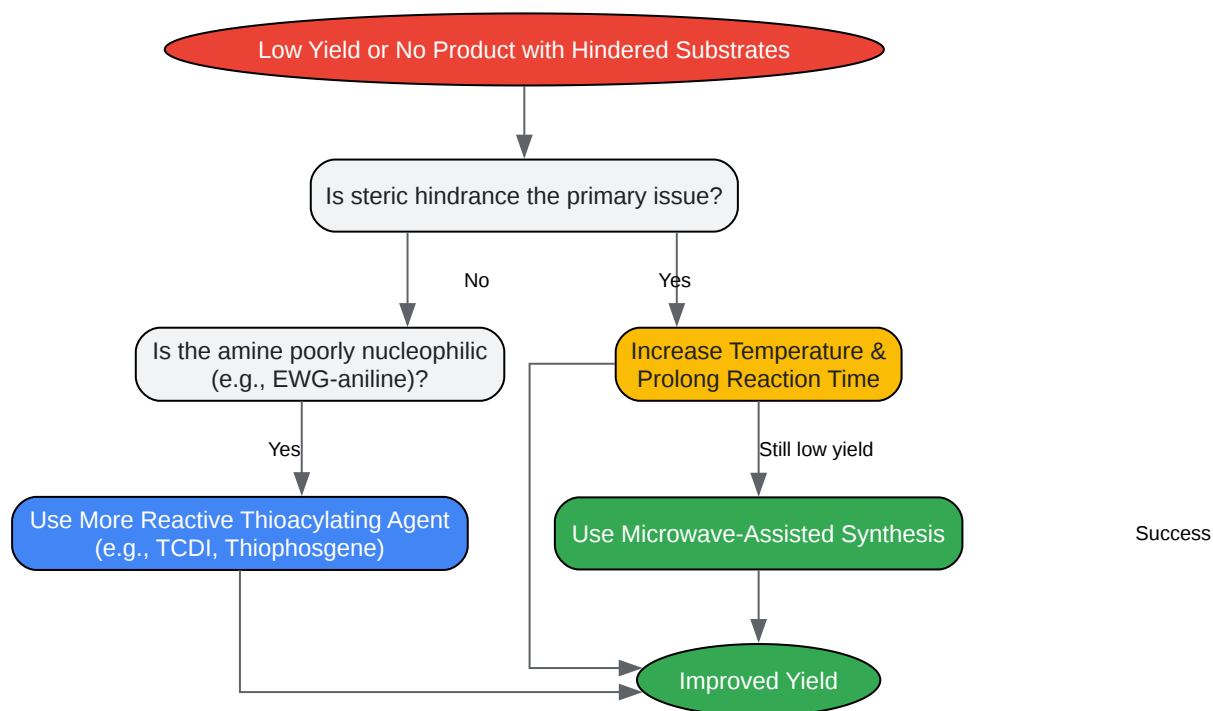 Low Yield or No Product with Hindered Substrates
Is steric hindrance the primary issue?
No
Yes
Is the amine poorly nucleophilic
(e.g., EWG-aniline)?
Increase Temperature &
Prolong Reaction Time
Yes
Still low yield
Use More Reactive Thioacylating Agent
(e.g., TCDI, Thiophosgene)
Use Microwave-Assisted Synthesis
Success
Improved Yield